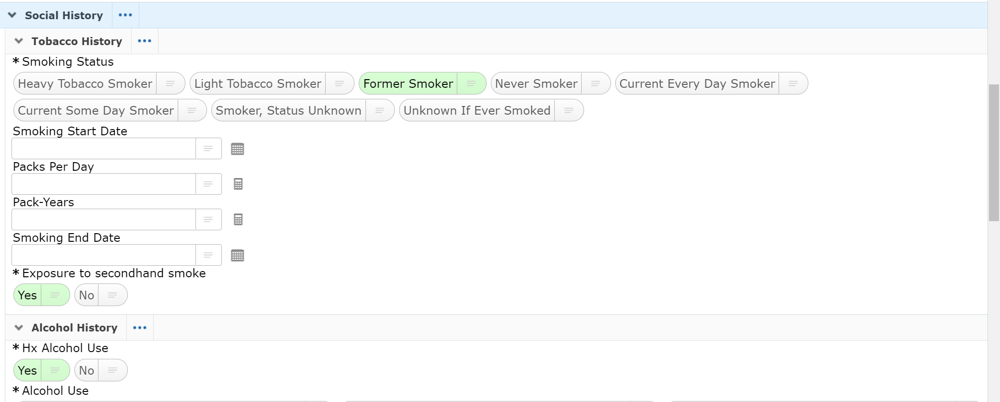 Social History
Tobacco History
* Smoking Status
Heavy Tobacco Smoker Light Tobacco Smoker Former Smoker Never Smoker Current Every Day Smoker
Current Some Day Smoker Smoker, Status Unknown Unknown If Ever Smoked
Smoking Start Date
Packs Per Day
Pack-Years
Smoking End Date
* Exposure to secondhand smoke
Yes No
Alcohol History
* Hx Alcohol Use
Yes No
* Alcohol Use